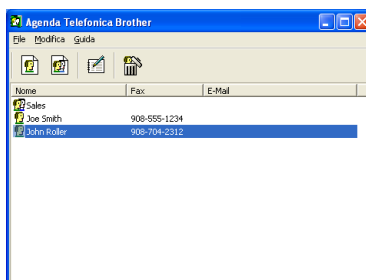 Agenda Telefonica Brother
File Modifica Guida
Nome Fax E-Mail
Sales
Joe Smith 908-555-1234
John Roller 908-704-2312